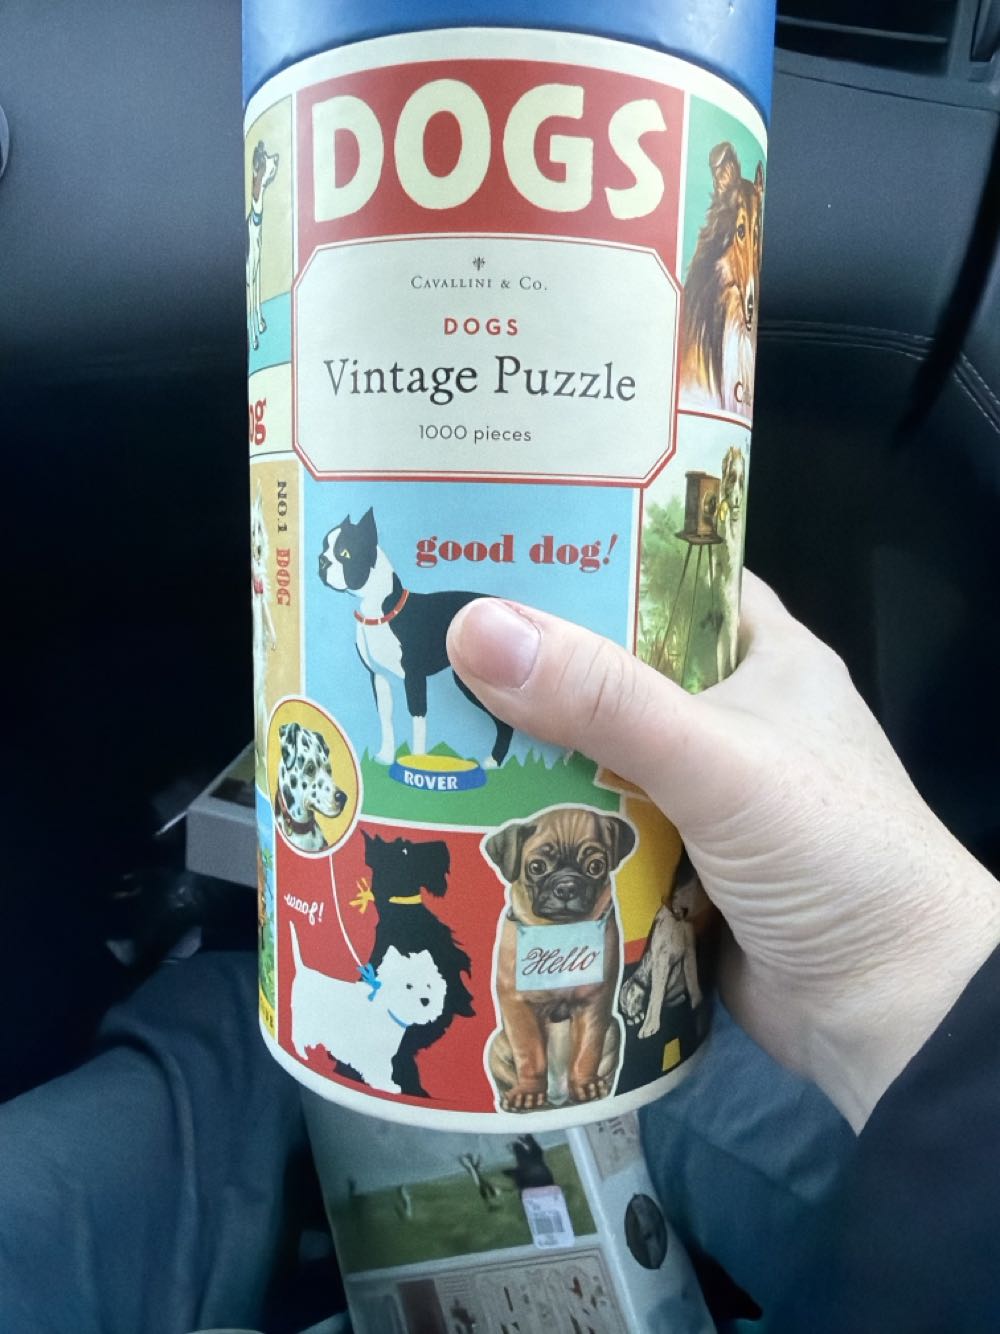 DOGS
CAVALLINI & CO.
DOGS
Vintage Puzzle
1000 pieces
NO.1 DOG
good dog!
ROVER
woof!
Hello